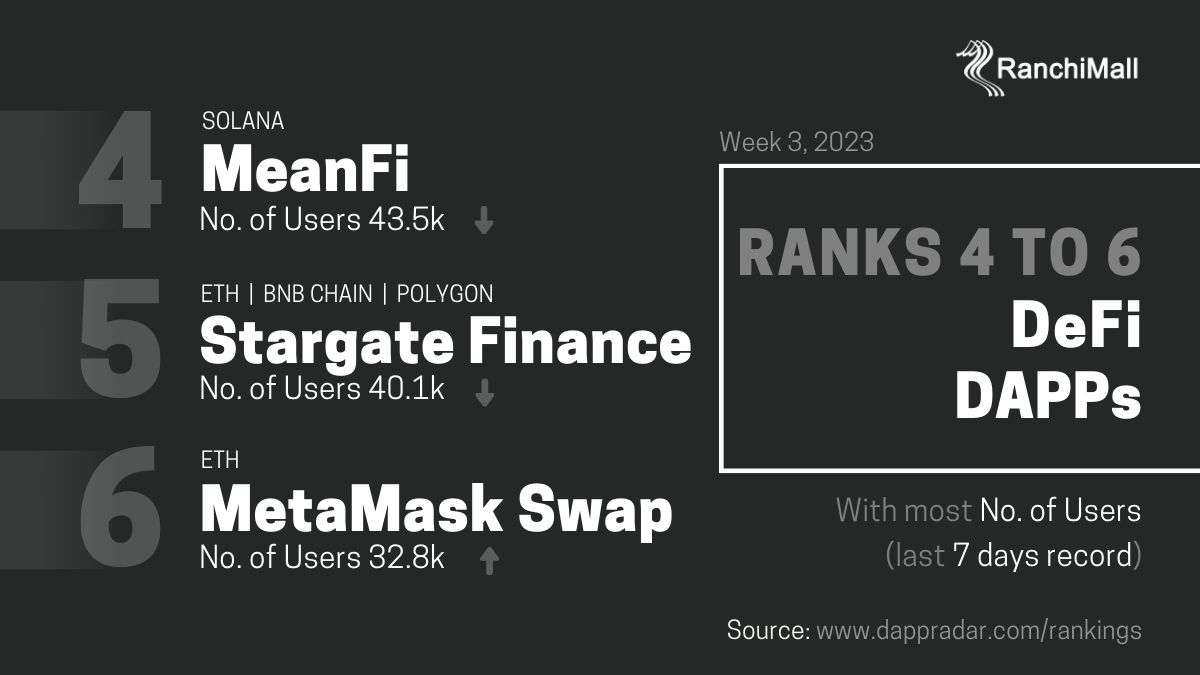 RanchiMall
4
SOLANA
MeanFi
No. of Users 43.5k
5
ETH | BNB CHAIN | POLYGON
Stargate Finance
No. of Users 40.1k
6
ETH
MetaMask Swap
No. of Users 32.8k
Week 3, 2023
RANKS 4 TO 6
DeFi
DAPPs
With most No. of Users
(last 7 days record)
Source: www.dappradar.com/rankings